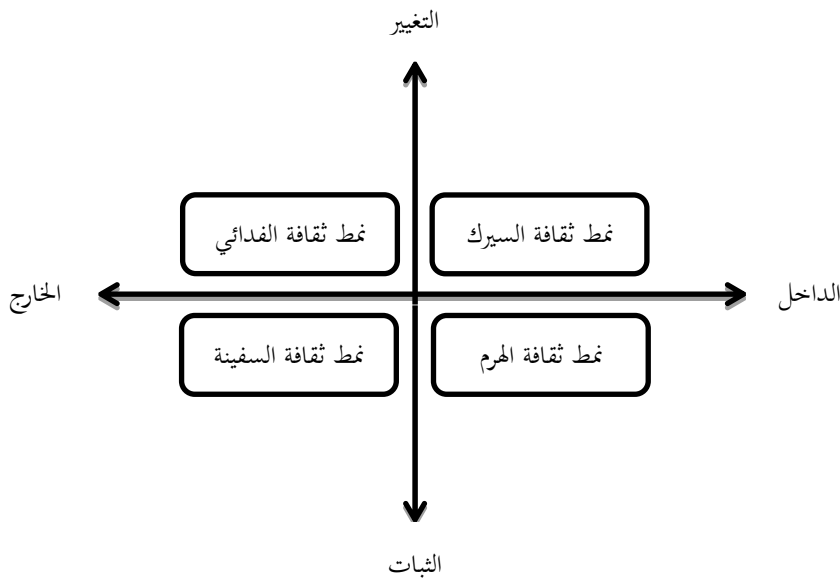 التغيير
نمط ثقافة السيرك
نمط ثقافة الفدائي
الداخل
الخارج
نمط ثقافة الهرم
نمط ثقافة السفينة
الثبات